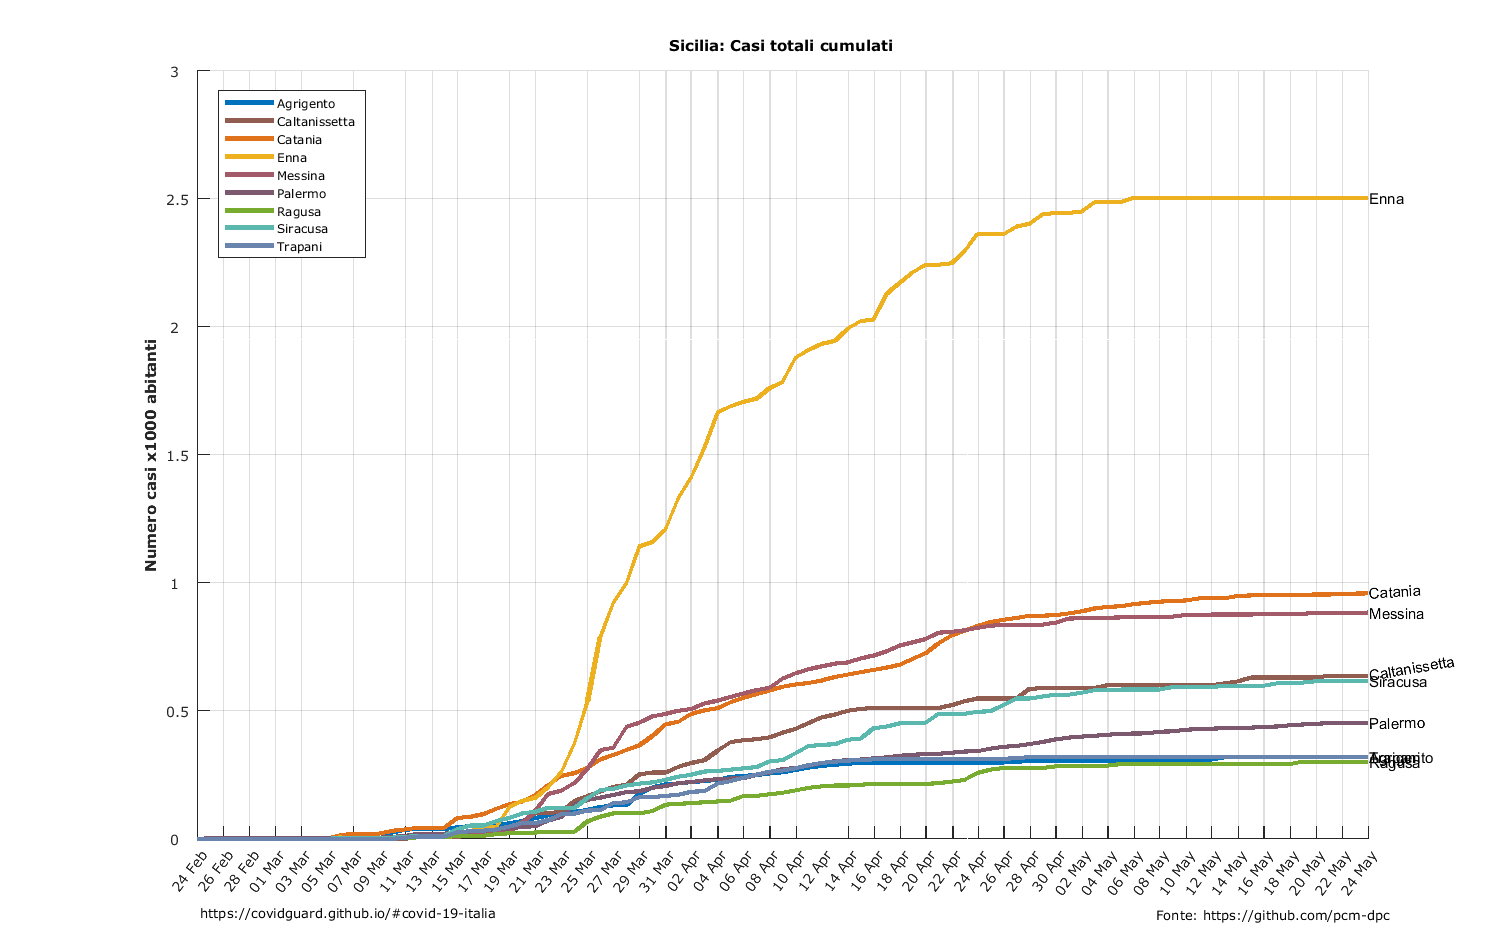 Sicilia: Casi totali cumulati
3
2.5
2
1.5
1
0.5
0
Numero casi x1000 abitanti
Agrigento
Caltanissetta
Catania
Enna
Messina
Palermo
Ragusa
Siracusa
Trapani
Enna
Catania
Messina
Caltanissetta
Siracusa
Palermo
Agrigento
Trapani
Ragusa
24 Feb
26 Feb
28 Feb
01 Mar
03 Mar
05 Mar
07 Mar
09 Mar
11 Mar
13 Mar
15 Mar
17 Mar
19 Mar
21 Mar
23 Mar
25 Mar
27 Mar
29 Mar
31 Mar
02 Apr
04 Apr
06 Apr
08 Apr
10 Apr
12 Apr
14 Apr
16 Apr
18 Apr
20 Apr
22 Apr
24 Apr
26 Apr
28 Apr
30 Apr
02 May
04 May
06 May
08 May
10 May
12 May
14 May
16 May
18 May
20 May
22 May
24 May
https://covidguard.github.io/#covid-19-italia
Fonte: https://github.com/pcm-dpc